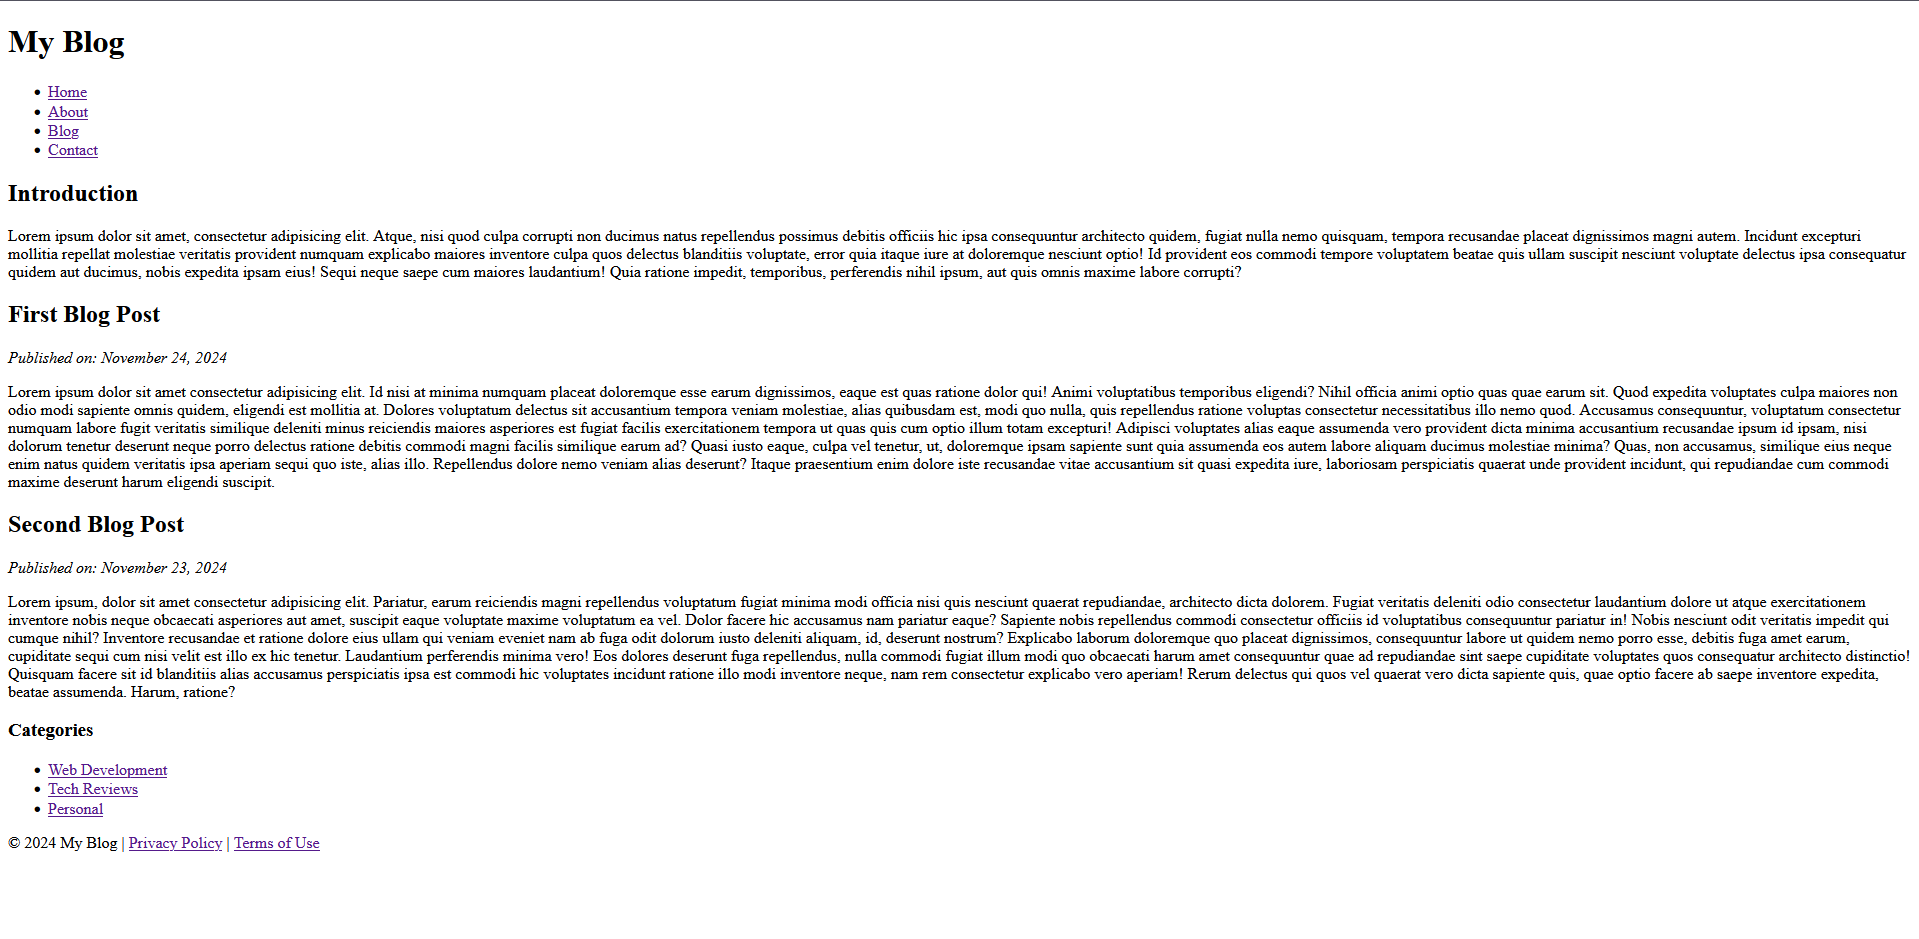 My Blog
Home
About
Blog
Contact
Introduction
Lorem ipsum dolor sit amet, consectetur adipisicing elit. Atque, nisi quod culpa corrupti non ducimus natus repellendus possimus debitis officiis hic ipsa consequuntur architecto quidem, fugiat nulla nemo quisquam, tempora recusandae placeat dignissimos magni autem. Incidunt excepturi
mollitia repellat molestiae veritatis provident numquam explicabo maiores inventore culpa quos delectus blanditiis voluptate, error quia itaque iure at doloremque nesciunt optio! Id provident eos commodi tempore voluptatem beatae quis ullam suscipit nesciunt voluptate delectus ipsa consequatur
quidem aut ducimus, nobis expedita ipsam eius! Sequi neque saepe cum maiores laudantium! Quia ratione impedit, temporibus, perferendis nihil ipsum, aut quis omnis maxime labore corrupti?
First Blog Post
Published on: November 24, 2024
Lorem ipsum dolor sit amet consectetur adipisicing elit. Id nisi at minima numquam placeat doloremque esse earum dignissimos, eaque est quas ratione dolor qui! Animi voluptatibus temporibus eligendi? Nihil officia animi optio quas quae earum sit. Quod expedita voluptates culpa maiores non
odio modi sapiente omnis quidem, eligendi est mollitia at. Dolores voluptatum delectus sit accusantium tempora veniam molestiae, alias quibusdam est, modi quo nulla, quis repellendus ratione voluptas consectetur necessitatibus illo nemo quod. Accusamus consequuntur, voluptatum consectetur
numquam labore fugit veritatis similique deleniti minus reiciendis maiores asperiores est fugiat facilis exercitationem tempora ut quas quis cum optio illum totam excepturi! Adipisci voluptates alias eaque assumenda vero provident dicta minima accusantium recusandae ipsum id ipsam, nisi
dolorum tenetur deserunt neque porro delectus ratione debitis commodi magni facilis similique earum ad? Quasi iusto eaque, culpa vel tenetur, ut, doloremque ipsam sapiente sunt quia assumenda eos autem labore aliquam ducimus molestiae minima? Quas, non accusamus, similique eius neque
enim natus quidem veritatis ipsa aperiam sequi quo iste, alias illo. Repellendus dolore nemo veniam alias deserunt? Itaque praesentium enim dolore iste recusandae vitae accusantium sit quasi expedita iure, laboriosam perspiciatis quaerat unde provident incidunt, qui repudiandae cum commodi
maxime deserunt harum eligendi suscipit.
Second Blog Post
Published on: November 23, 2024
Lorem ipsum, dolor sit amet consectetur adipisicing elit. Pariatur, earum reiciendis magni repellendus voluptatum fugiat minima modi officia nisi quis nesciunt quaerat repudiandae, architecto dicta dolorem. Fugiat veritatis deleniti odio consectetur laudantium dolore ut atque exercitationem
inventore nobis neque obcaecati asperiores aut amet, suscipit eaque voluptate maxime voluptatum ea vel. Dolor facere hic accusamus nam pariatur eaque? Sapiente nobis repellendus commodi consectetur officiis id voluptatibus consequuntur pariatur in! Nobis nesciunt odit veritatis impedit qui
cumque nihil? Inventore recusandae et ratione dolore eius ullam qui veniam eveniet nam ab fuga odit dolorum iusto deleniti aliquam, id, deserunt nostrum? Explicabo laborum doloremque quo placeat dignissimos, consequuntur labore ut quidem nemo porro esse, debitis fuga amet earum,
cupiditate sequi cum nisi velit est illo ex hic tenetur. Laudantium perferendis minima vero! Eos dolores deserunt fuga repellendus, nulla commodi fugiat illum modi quo obcaecati harum amet consequuntur quae ad repudiandae sint saepe cupiditate voluptates quos consequatur architecto distinctio!
Quisquam facere sit id blanditiis alias accusamus perspiciatis ipsa est commodi hic voluptates incidunt ratione illo modi inventore neque, nam rem consectetur explicabo vero aperiam! Rerum delectus qui quos vel quaerat vero dicta sapiente quis, quae optio facere ab saepe inventore expedita,
beatae assumenda. Harum, ratione?
Categories
Web Development
Tech Reviews
Personal
© 2024 My Blog | Privacy Policy | Terms of Use